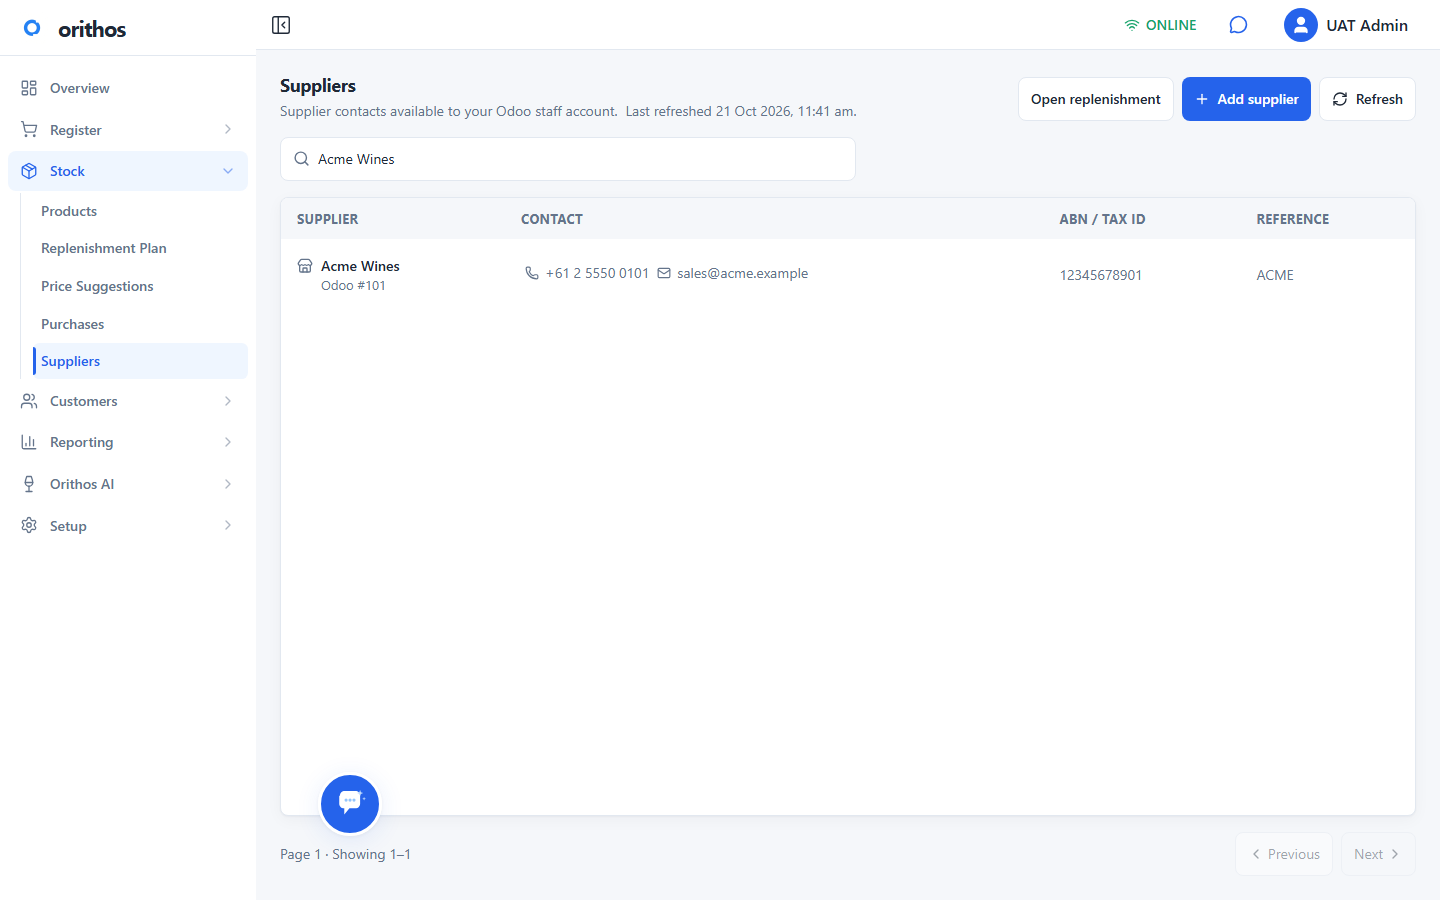 orithos
ONLINE
UAT Admin
Overview
Register
Stock
Products
Replenishment Plan
Price Suggestions
Purchases
Suppliers
Customers
Reporting
Orithos AI
Setup
Suppliers
Supplier contacts available to your Odoo staff account. Last refreshed 21 Oct 2026, 11:41 am.
Open replenishment
Add supplier
Refresh
Acme Wines
SUPPLIER CONTACT ABN / TAX ID REFERENCE
Acme Wines +61 2 5550 0101 sales@acme.example 12345678901 ACME
Odoo #101
Page 1 · Showing 1–1
Previous
Next